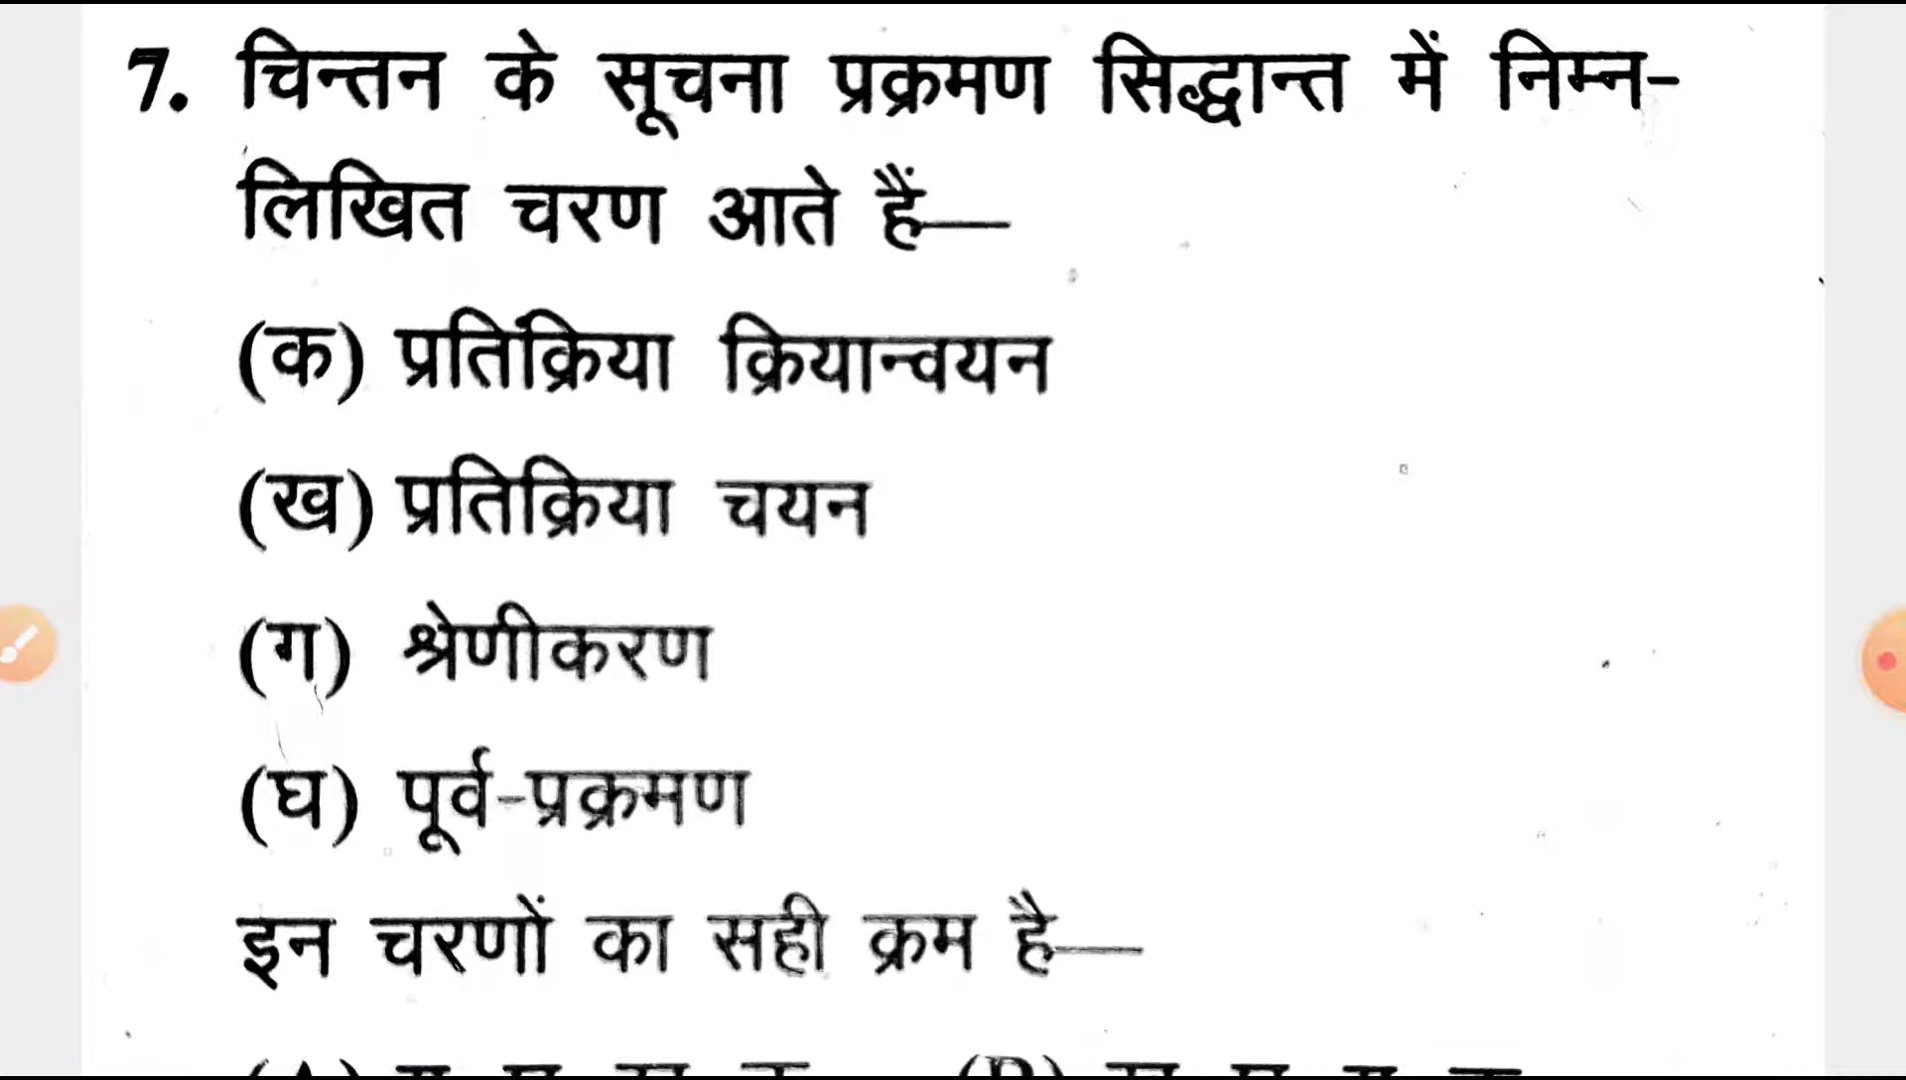 7. चिन्तन के सूचना प्रक्रमण सिद्धान्त में निम्न-
लिखित चरण आते हैं—
(क) प्रतिक्रिया क्रियान्वयन
(ख) प्रतिक्रिया चयन
(ग) श्रेणीकरण
(घ) पूर्व-प्रक्रमण
इन चरणों का सही क्रम है—